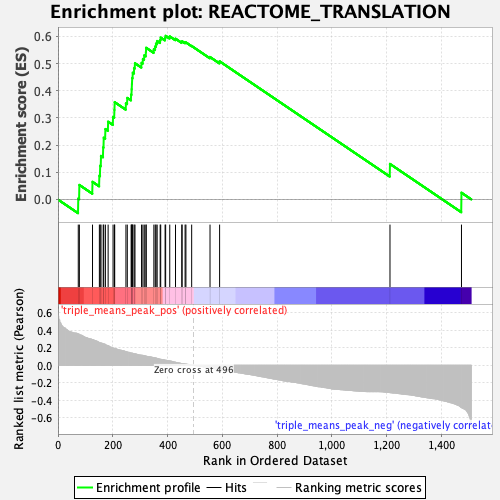 Enrichment plot: REACTOME_TRANSLATION
Enrichment score (ES)
0.6
0.5
0.4
0.3
0.2
0.1
0.0
Ranked list metric (Pearson)
0.6
0.4
0.2
0.0
-0.2
-0.4
-0.6
'triple_means_peak_pos' (positively correlated)
Zero cross at 496
'triple_means_peak_neg' (negatively correlat
0
200
400
600
800
1,000
1,200
1,400
Rank in Ordered Dataset
Enrichment profile
Hits
Ranking metric scores